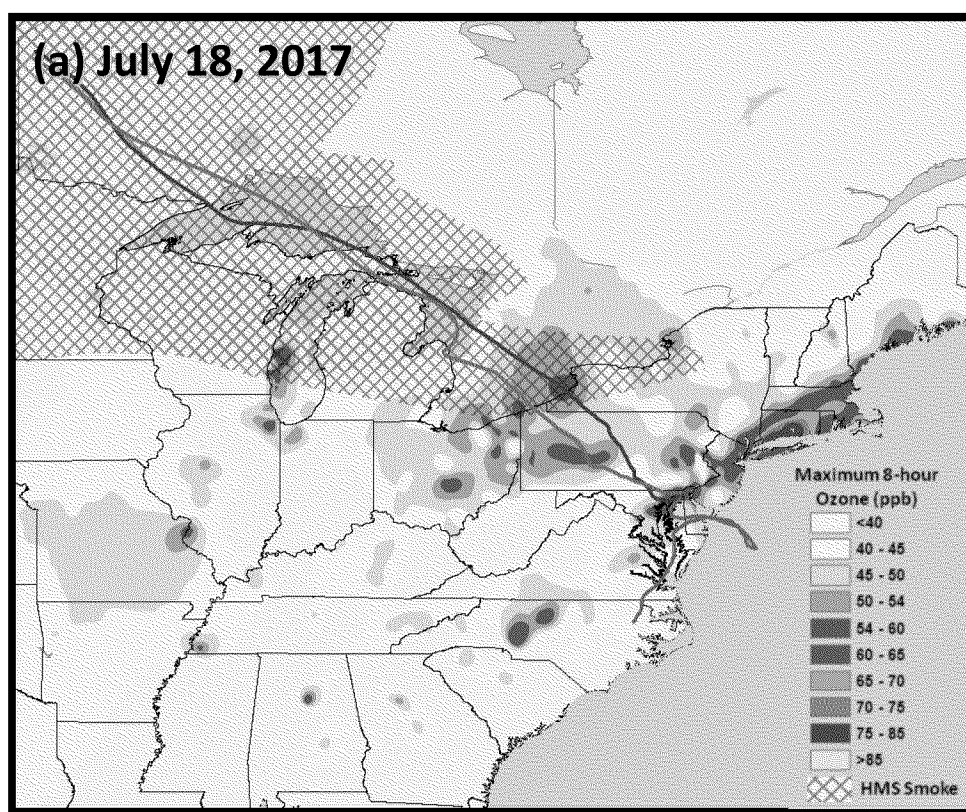 (a) July 18, 2017
Maximum 8-hour
Ozone (ppb)
<40
40 - 45
45 - 50
50 - 54
54 - 60
60 - 65
65 - 70
70 - 75
75 - 85
>85
HMS Smoke